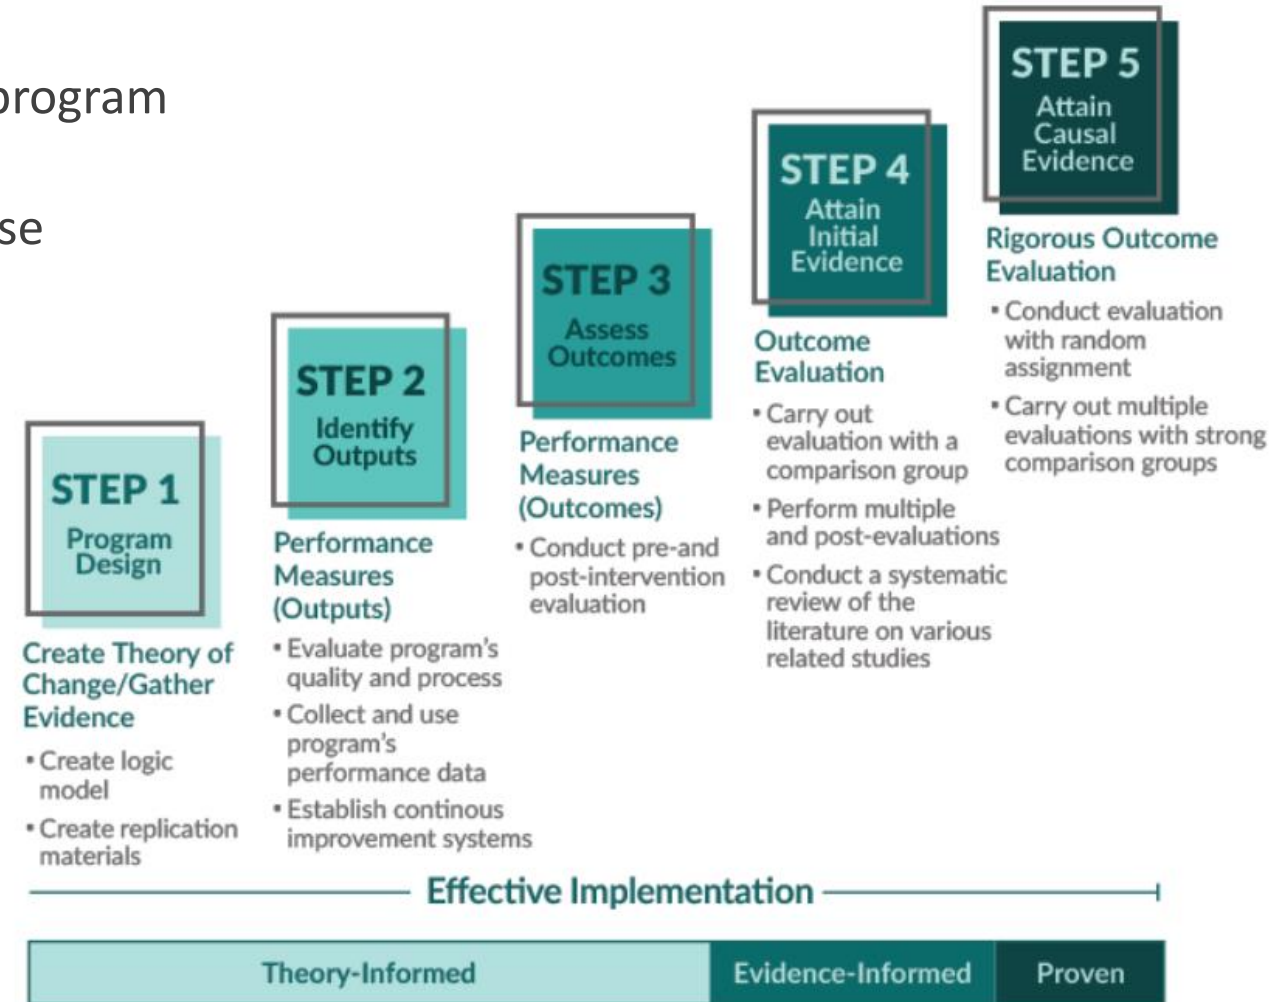 program
se
STEP 1
Program
Design
Create Theory of
Change/Gather
Evidence
• Create logic
model
• Create replication
materials
STEP 2
Identify
Outputs
Performance
Measures
(Outputs)
• Evaluate program's
quality and process
• Collect and use
program's
performance data
• Establish continous
improvement systems
STEP 3
Assess
Outcomes
Performance
Measures
(Outcomes)
• Conduct pre-and
post-intervention
evaluation
STEP 4
Attain
Initial
Evidence
Outcome
Evaluation
• Carry out
evaluation with a
comparison group
• Perform multiple
and post-evaluations
• Conduct a systematic
review of the
literature on various
related studies
STEP 5
Attain
Causal
Evidence
Rigorous Outcome
Evaluation
• Conduct evaluation
with random
assignment
• Carry out multiple
evaluations with strong
comparison groups
Effective Implementation
Theory-Informed
Evidence-Informed
Proven